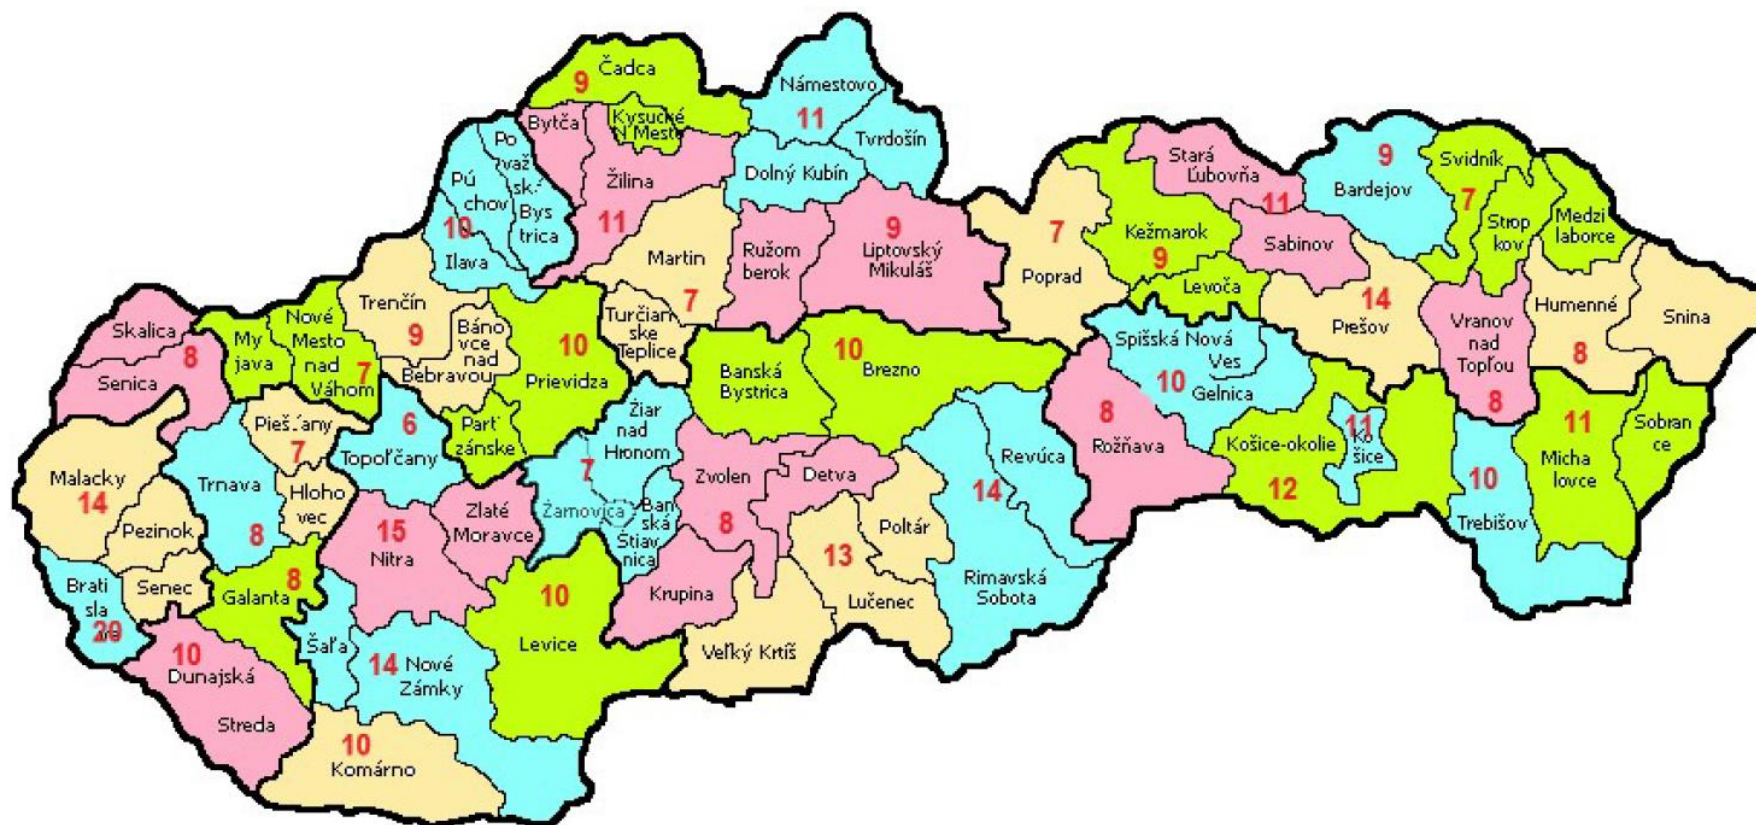 Čadca
9
Kysucké
N Mesto
Bytča
Žilina
11
Námestovo
11
Tvrdošín
Dolný Kubín
Po
važ
sk
Bys
trica
Pú
chov
10
Ilava
Martin
7
Ružom
berok
9
Liptovský
Mikuláš
7
Poprad
Kežmarok
9
Levoča
Stará
Ľubovňa
11
Sabinov
9
Bardejov
Svidník
7
Strop
kov
Medzi
laborce
14
Prešov
Vranov
nad
Topľou
8
Humenné
8
Snina
Skalica
8
Senica
My
java
Nové
Mesto
nad
Váhom
7
Trenčín
9
Báno
vce nad
Bebravou
10
Prievidza
Turčian
ske
Teplice
Banská
Bystrica
10
Brezno
Spišská Nová
Ves
10
Gelnica
8
Rožňava
Košice-okolie
12
11
Ko
šice
11
Micha
lovce
Sobran
ce
10
Trebišov
Malacky
14
Pezinok
Senec
Brati
sla
20
Trnava
8
7
Hloho
vec
6
Topoľčany
Partˈ
zánske
Žiar
nad
Hronom
7
Žarnovica
Ban
ská
Štiav
nica
Zvolen
8
Detva
Krupina
Poltár
13
Lučenec
Veľký Krtíš
Revúca
14
Rimavská
Sobota
15
Nitra
Zlaté
Moravce
10
Levice
8
Galanta
Šaľa
14 Nové
Zámky
10
Dunajská
Streda
10
Komárno